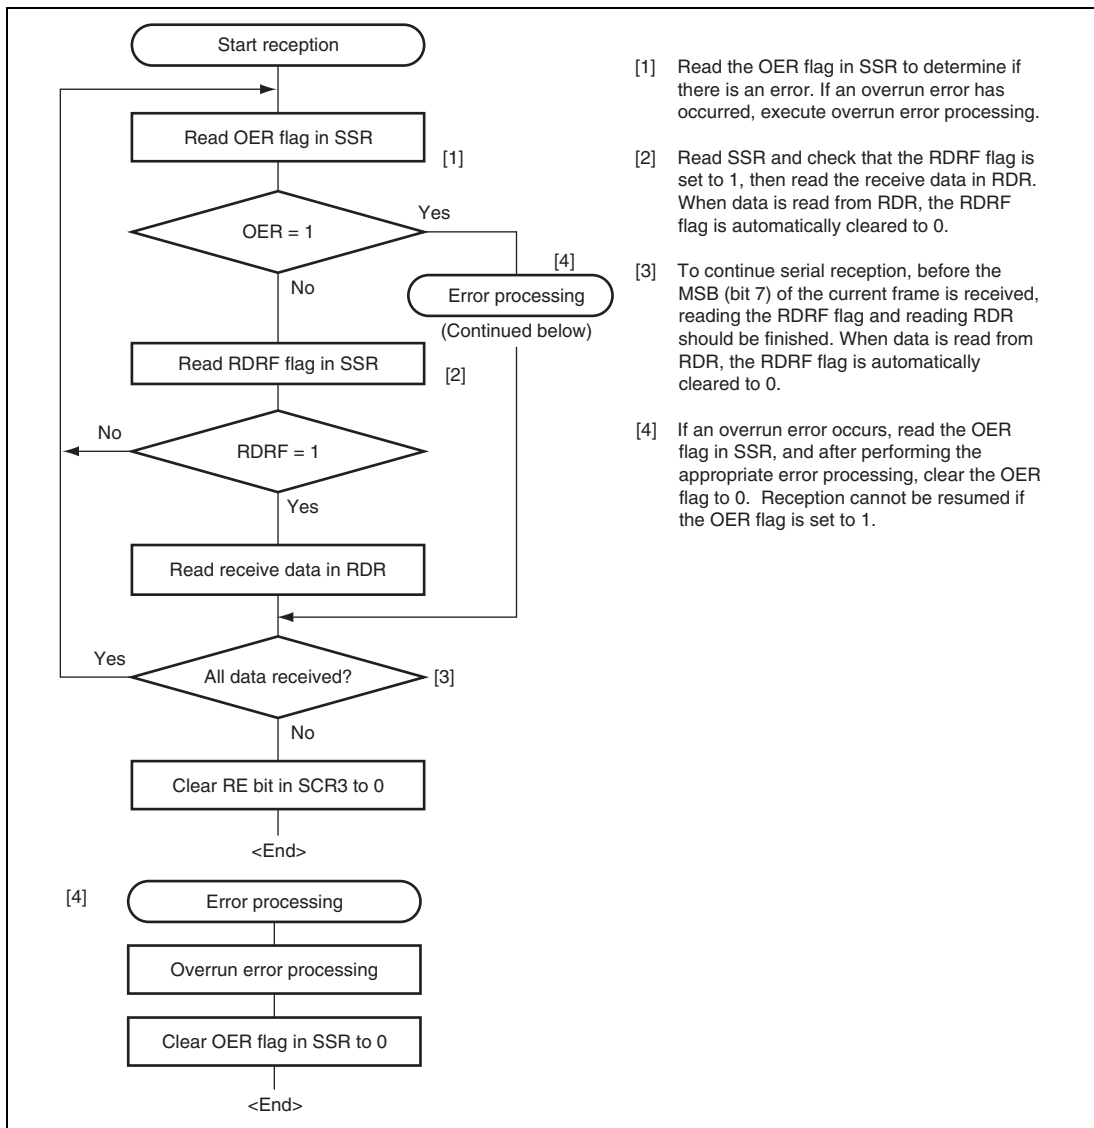 Start reception
Read OER flag in SSR
[1]
OER = 1
Yes
No
[4]
Error processing
(Continued below)
Read RDRF flag in SSR
[2]
RDRF = 1
No
Yes
Read receive data in RDR
All data received?
Yes
[3]
No
Clear RE bit in SCR3 to 0
<End>
[4]
Error processing
Overrun error processing
Clear OER flag in SSR to 0
<End>
[1] Read the OER flag in SSR to determine if
there is an error. If an overrun error has
occurred, execute overrun error processing.
[2] Read SSR and check that the RDRF flag is
set to 1, then read the receive data in RDR.
When data is read from RDR, the RDRF
flag is automatically cleared to 0.
[3] To continue serial reception, before the
MSB (bit 7) of the current frame is received,
reading the RDRF flag and reading RDR
should be finished. When data is read from
RDR, the RDRF flag is automatically
cleared to 0.
[4] If an overrun error occurs, read the OER
flag in SSR, and after performing the
appropriate error processing, clear the OER
flag to 0. Reception cannot be resumed if
the OER flag is set to 1.